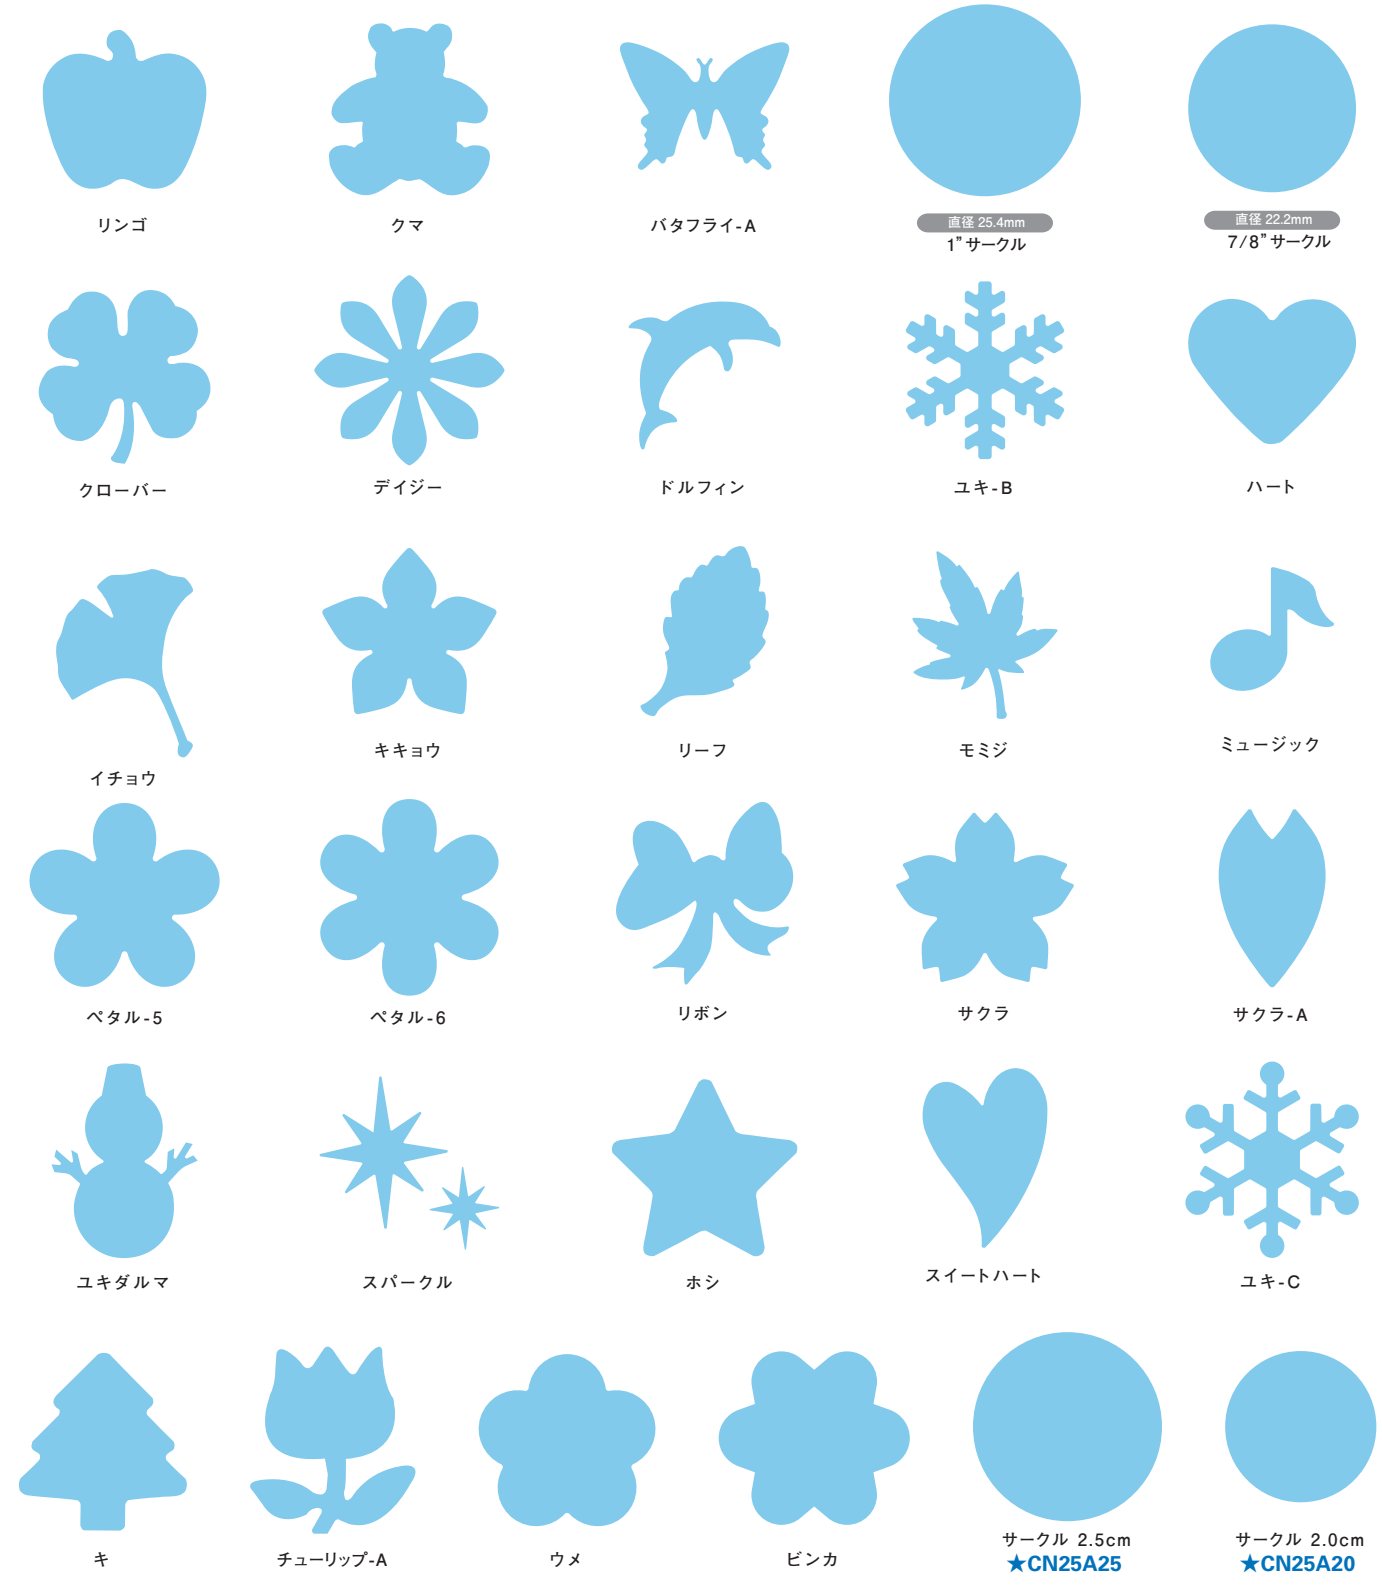 リンゴ
クマ
バタフライ-A
直径 25.4mm
1”サークル
直径 22.2mm
7/8”サークル
クローバー
デイジー
ドルフィン
ユキ-B
ハート
イチョウ
キキョウ
リーフ
モミジ
ミュージック
ペタル-5
ペタル-6
リボン
サクラ
サクラ-A
ユキダルマ
スパークル
ホシ
スイートハート
ユキ-C
キ
チューリップ-A
ウメ
ビンカ
サークル 2.5cm
★CN25A25
サークル 2.0cm
★CN25A20